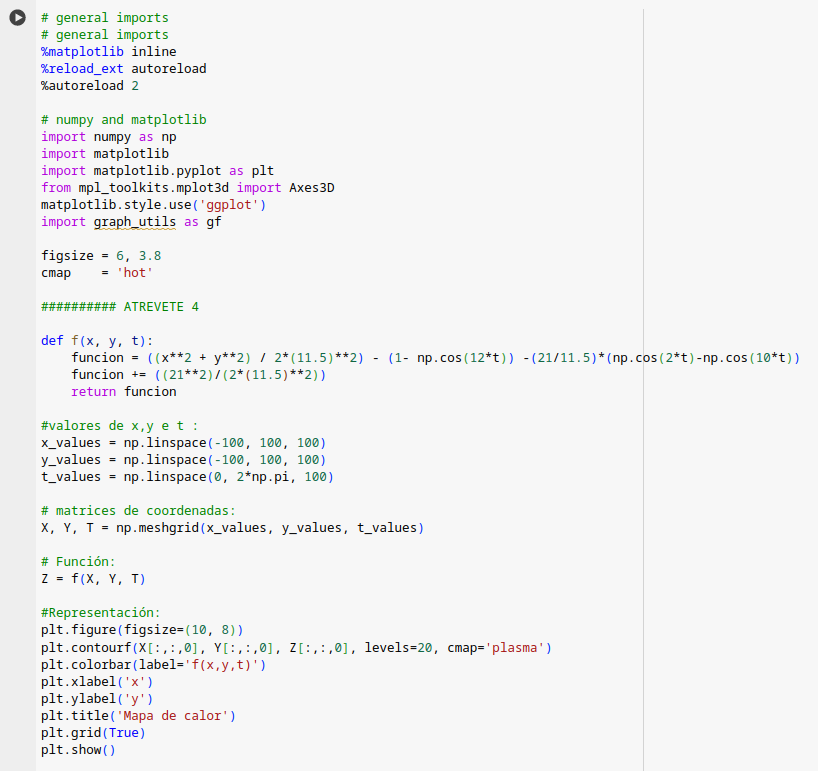 # general imports
# general imports
%matplotlib inline
%reload_ext autoreload
%autoreload 2

# numpy and matplotlib
import numpy as np
import matplotlib
import matplotlib.pyplot as plt
from mpl_toolkits.mplot3d import Axes3D
matplotlib.style.use('ggplot')
import graph_utils as gf

figsize = 6, 3.8
cmap    = 'hot'

########## ATREVETE 4

def f(x, y, t):
    funcion = ((x**2 + y**2) / 2*(11.5)**2) - (1- np.cos(12*t)) -(21/11.5)*(np.cos(2*t)-np.cos(10*t))
    funcion += ((21**2)/(2*(11.5)**2))
    return funcion

#valores de x,y e t :
x_values = np.linspace(-100, 100, 100)
y_values = np.linspace(-100, 100, 100)
t_values = np.linspace(0, 2*np.pi, 100)

# matrices de coordenadas:
X, Y, T = np.meshgrid(x_values, y_values, t_values)

# Función:
Z = f(X, Y, T)

#Representación:
plt.figure(figsize=(10, 8))
plt.contourf(X[:,:,0], Y[:,:,0], Z[:,:,0], levels=20, cmap='plasma')
plt.colorbar(label='f(x,y,t)')
plt.xlabel('x')
plt.ylabel('y')
plt.title('Mapa de calor')
plt.grid(True)
plt.show()